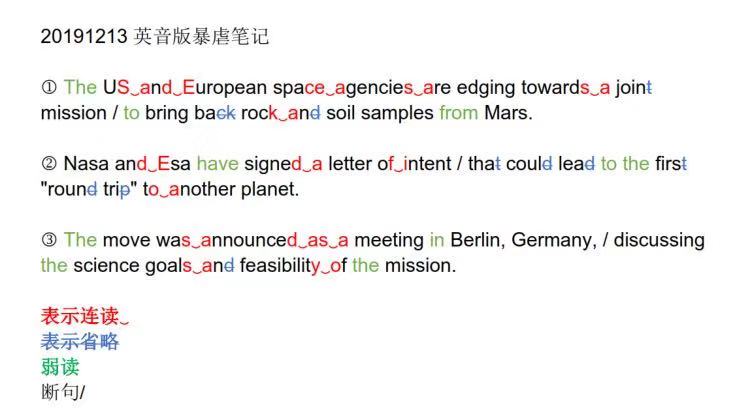 20191213 英音版暴虐笔记
① The US‿and‿European space‿agencies‿are edging towards‿a joint
mission / to bring back rock‿and soil samples from Mars.
② Nasa and‿Esa have signed‿a letter of‿intent / that could lead to the first
"round trip" to‿another planet.
③ The move was‿announced‿as‿a meeting in Berlin, Germany, / discussing
the science goals‿and feasibility‿of the mission.
表示连读‿
表示省略
弱读
断句/